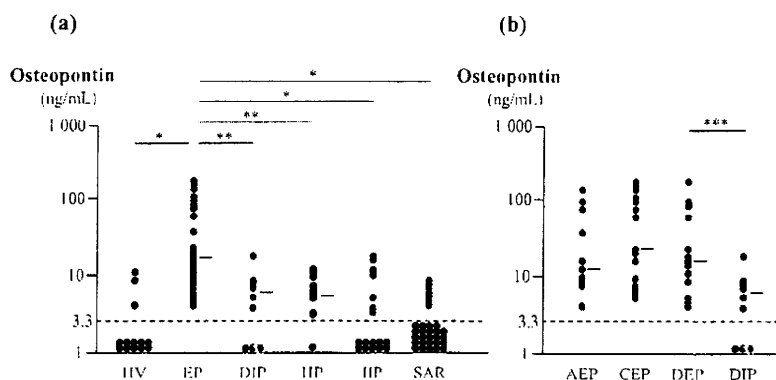 (a)
Osteopontin
(ng/mL)
1 000
100
10
3.3
1
* ** ** * *
HV EP DIP IIP HP SAR
(b)
Osteopontin
(ng/mL)
1 000
100
10
3.3
1
***
AEP CEP DEP DIP